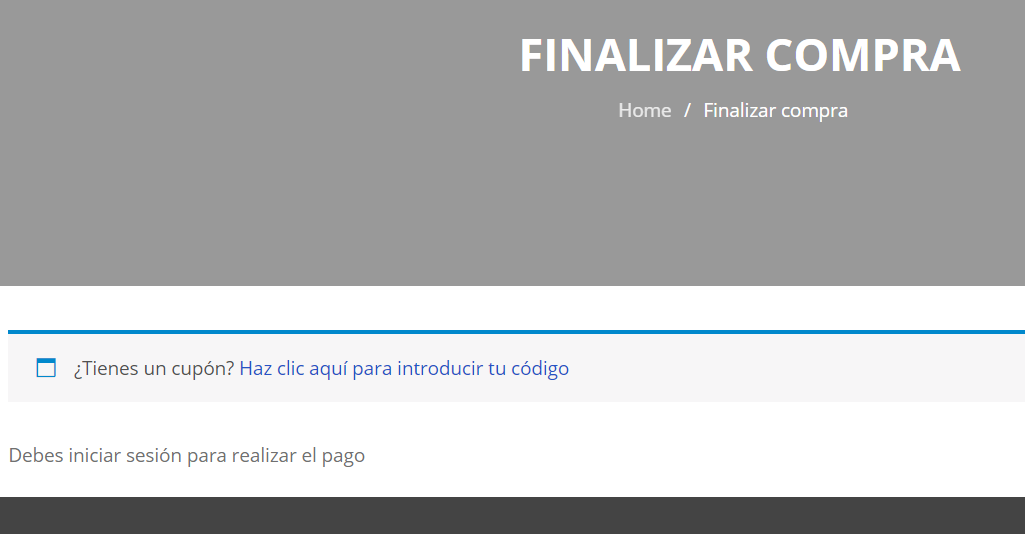 FINALIZAR COMPRA
Home / Finalizar compra
¿Tienes un cupón? Haz clic aquí para introducir tu código
Debes iniciar sesión para realizar el pago